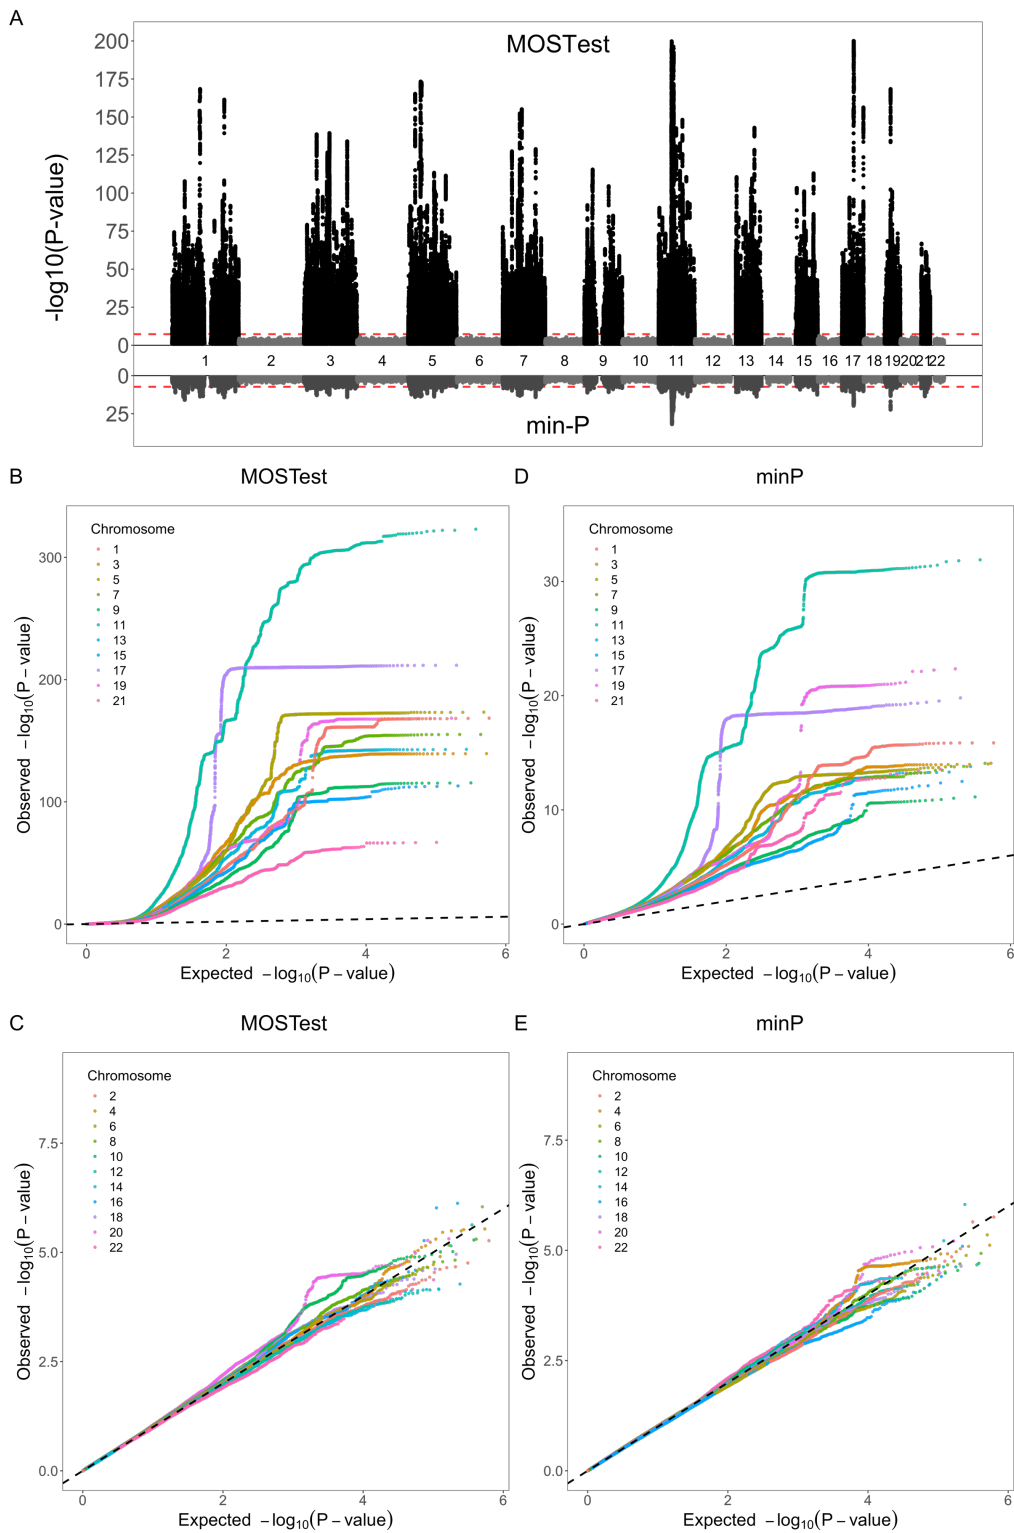 A
MOSTest
200
175
150
125
100
75
50
25
0
-log10(P-value)
1 2 3 4 5 6 7 8 9 10 11 12 13 14 15 16 17 18 19 20 21 22
0
25
min-P
B
MOSTest
Chromosome
1
3
5
7
9
11
13
15
17
19
21
300
200
100
0
Observed −log10(P − value)
0 2 4 6
Expected −log10(P − value)
D
minP
Chromosome
1
3
5
7
9
11
13
15
17
19
21
30
20
10
0
Observed −log10(P − value)
0 2 4 6
Expected −log10(P − value)
C
MOSTest
Chromosome
2
4
6
8
10
12
14
16
18
20
22
7.5
5.0
2.5
0.0
Observed −log10(P − value)
0 2 4 6
Expected −log10(P − value)
E
minP
Chromosome
2
4
6
8
10
12
14
16
18
20
22
7.5
5.0
2.5
0.0
Observed −log10(P − value)
0 2 4 6
Expected −log10(P − value)